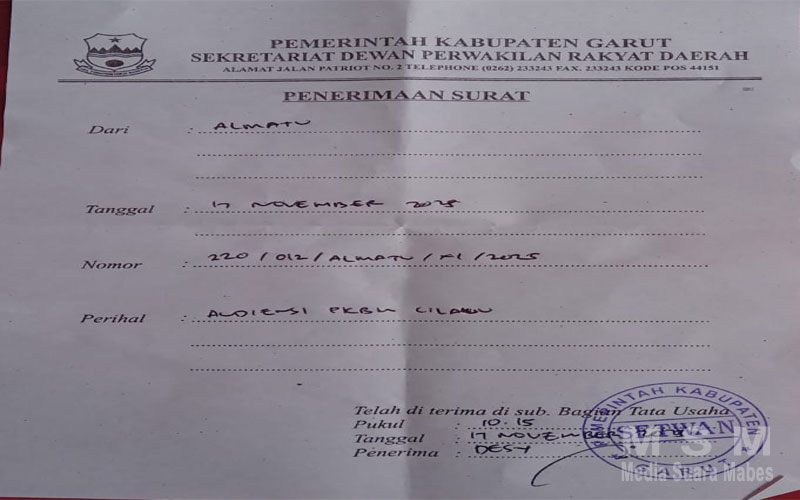 PEMERINTAH KABUPATEN GARUT
SEKRETARIAT DEWAN PERWAKILAN RAKYAT DAERAH
ALAMAT JALAN PATRIOT NO. 2 TELEPHONE (0262) 233243 FAX. 233243 KODE POS 44151
PENERIMAAN SURAT
Dari : ALMATU
Tanggal : 17 NOVEMBER 2025
Nomor : 220/012/ALMATU/XI/2025
Perihal : AUDIENSI PKBM CILAWU
Telah di terima di sub. Bagian Tata Usaha
Pukul : 10.15
Tanggal : 17 NOVEMBER
Penerima : DESY
PEMERINTAH KABUPATEN
SETWAN
GARUT
MSM
Media Suara Mabes